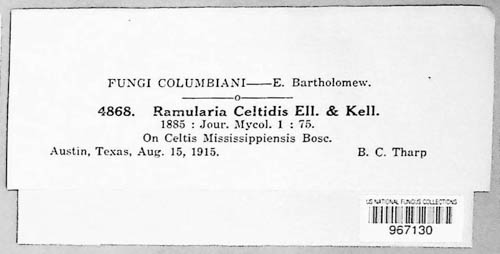 FUNGI COLUMBIANI—E. Bartholomew.
4868. Ramularia Celtidis Ell. & Kell.
1885 : Jour. Mycol. 1 : 75.
On Celtis Mississippiensis Bosc.
Austin, Texas, Aug. 15, 1915. B. C. Tharp
US NATIONAL FUNGUS COLLECTIONS
967130